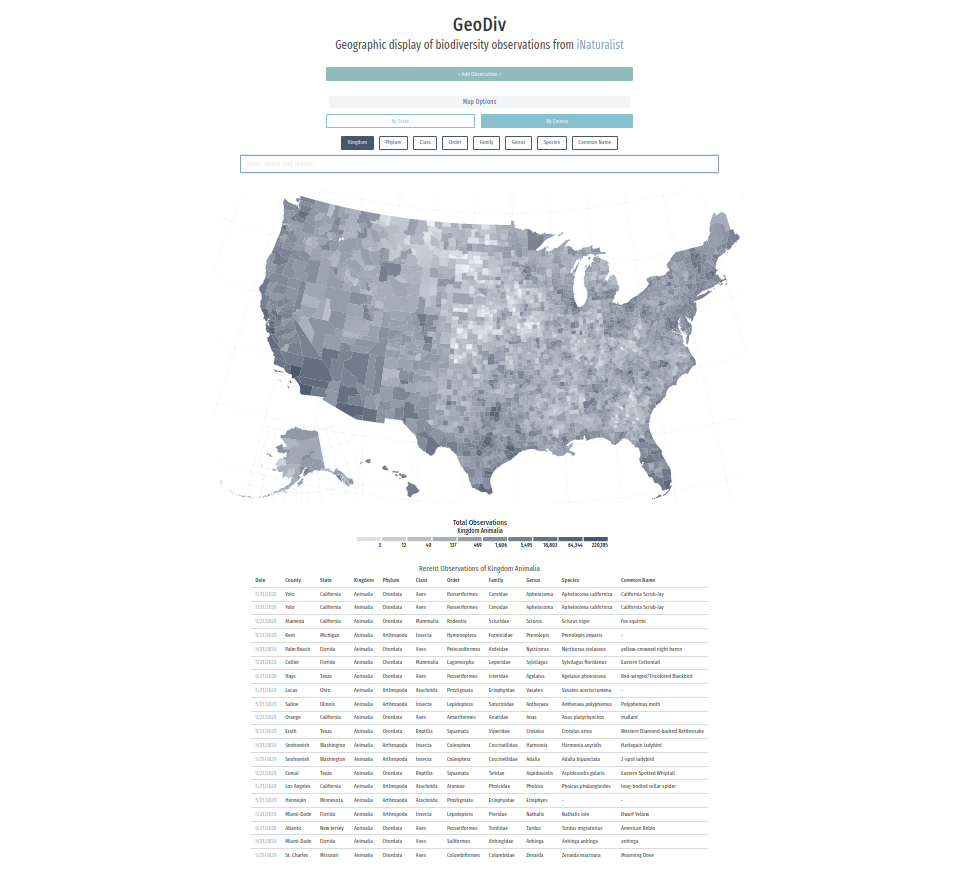 GeoDiv
Geographic display of biodiversity observations from iNaturalist
+ Add Observation +
Map Options
By State By County
Kingdom Phylum Class Order Family Genus Species Common Name
Select above and search...
Total Observations
Kingdom Animalia
3 12 40 137 469 1,606 5,495 18,803 64,344 220,185
Recent Observations of Kingdom Animalia
Date County State Kingdom Phylum Class Order Family Genus Species Common Name
5/31/2020 Yolo California Animalia Chordata Aves Passeriformes Corvidae Aphelocoma Aphelocoma californica California Scrub-Jay
5/31/2020 Yolo California Animalia Chordata Aves Passeriformes Corvidae Aphelocoma Aphelocoma californica California Scrub-Jay
5/21/2020 Alameda California Animalia Chordata Mammalia Rodentia Sciuridae Sciurus Sciurus niger fox squirrel
5/21/2020 Kent Michigan Animalia Arthropoda Insecta Hymenoptera Formicidae Prenolepis Prenolepis imparis -
5/21/2020 Palm Beach Florida Animalia Chordata Aves Pelecaniformes Ardeidae Nycticorax Nycticorax violaceus yellow-crowned night heron
5/21/2020 Collier Florida Animalia Chordata Mammalia Lagomorpha Leporidae Sylvilagus Sylvilagus floridanus Eastern Cottontail
5/21/2020 Hays Texas Animalia Chordata Aves Passeriformes Icteridae Agelaius Agelaius phoeniceus Red-winged/Tricolored Blackbird
5/21/2020 Lucas Ohio Animalia Arthropoda Arachnida Prostigmata Eriophyidae Vasates Vasates aceriscrumena -
5/21/2020 Saline Illinois Animalia Arthropoda Insecta Lepidoptera Saturniidae Antheraea Antheraea polyphemus Polyphemus moth
5/21/2020 Orange California Animalia Chordata Aves Anseriformes Anatidae Anas Anas platyrhynchos mallard
5/21/2020 Erath Texas Animalia Chordata Reptilia Squamata Viperidae Crotalus Crotalus atrox Western Diamond-backed Rattlesnake
5/21/2020 Snohomish Washington Animalia Arthropoda Insecta Coleoptera Coccinellidae Harmonia Harmonia axyridis Harlequin ladybird
5/21/2020 Snohomish Washington Animalia Arthropoda Insecta Coleoptera Coccinellidae Adalia Adalia bipunctata 2-spot ladybird
5/21/2020 Comal Texas Animalia Chordata Reptilia Squamata Teiidae Aspidoscelis Aspidoscelis gularis Eastern Spotted Whiptail
5/21/2020 Los Angeles California Animalia Arthropoda Arachnida Araneae Pholcidae Pholcus Pholcus phalangioides long-bodied cellar spider
5/21/2020 Hennepin Minnesota Animalia Arthropoda Arachnida Prostigmata Eriophyidae Eriophyes - -
5/21/2020 Miami-Dade Florida Animalia Arthropoda Insecta Lepidoptera Pieridae Nathalis Nathalis iole Dwarf Yellow
5/21/2020 Atlantic New Jersey Animalia Chordata Aves Passeriformes Turdidae Turdus Turdus migratorius American Robin
5/21/2020 Miami-Dade Florida Animalia Chordata Aves Suliformes Anhingidae Anhinga Anhinga anhinga anhinga
5/21/2020 St. Charles Missouri Animalia Chordata Aves Columbiformes Columbidae Zenaida Zenaida macroura Mourning Dove